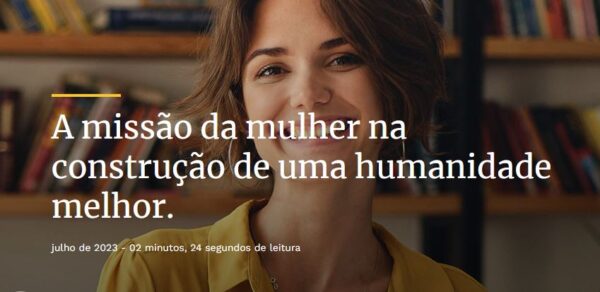 A missão da mulher na
construção de uma humanidade
melhor.
julho de 2023 - 02 minutos, 24 segundos de leitura